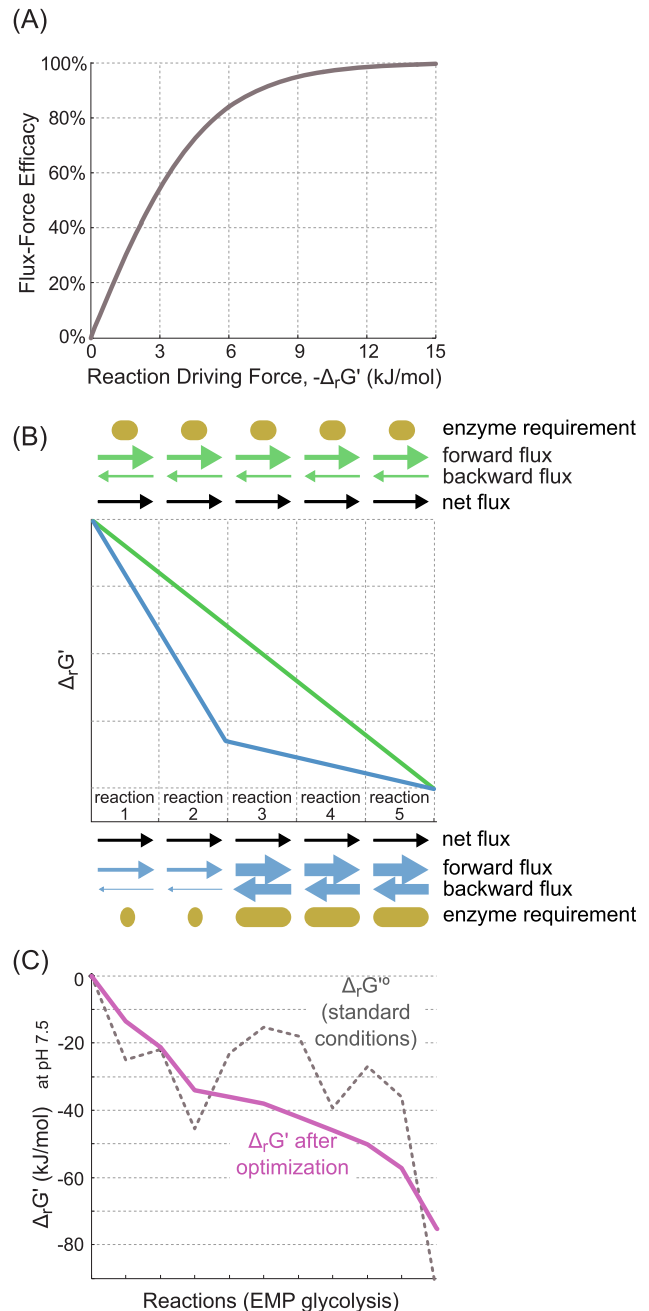 (A)
100%
80%
60%
40%
20%
0%
Flux-Force Efficacy
0 3 6 9 12 15
Reaction Driving Force, -ΔrG' (kJ/mol)
(B)
enzyme requirement
forward flux
backward flux
net flux
ΔrG'
reaction 1
reaction 2
reaction 3
reaction 4
reaction 5
net flux
forward flux
backward flux
enzyme requirement
(C)
0
-20
-40
-60
-80
ΔrG' (kJ/mol) at pH 7.5
ΔrG'º
(standard
conditions)
ΔrG' after
optimization
Reactions (EMP glycolysis)